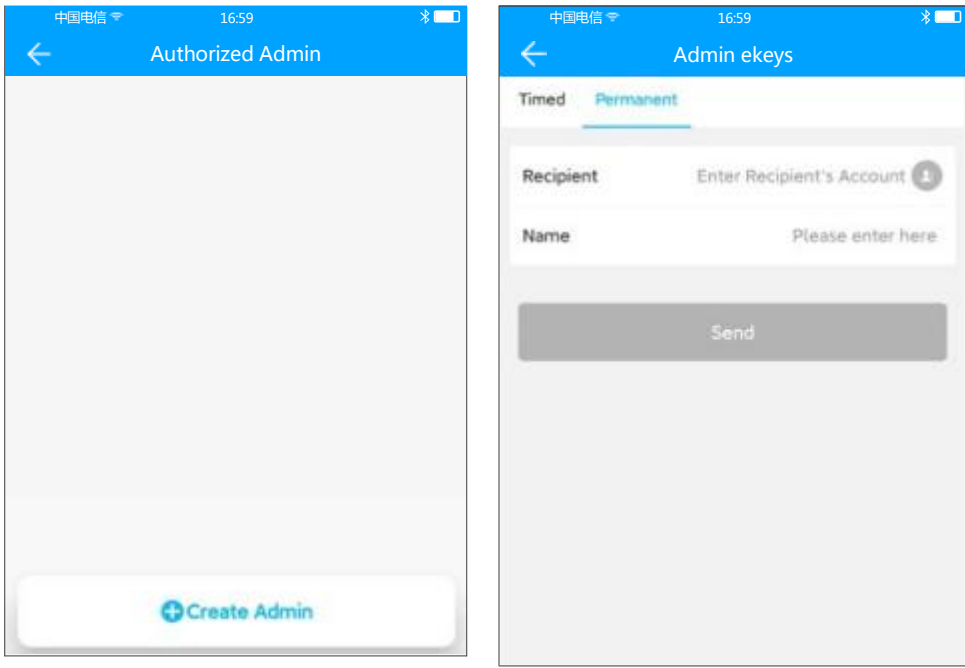 中国电信 16:59
Authorized Admin
Create Admin
中国电信 16:59
Admin ekeys
Timed Permanent
Recipient Enter Recipient's Account
Name Please enter here
Send